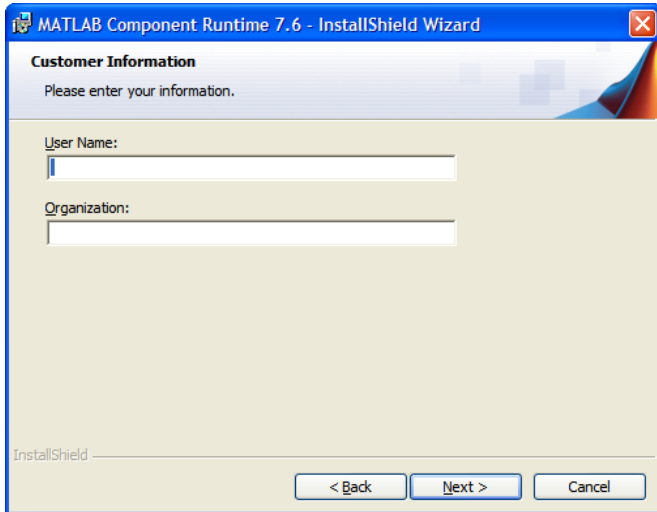 MATLAB Component Runtime 7.6 - InstallShield Wizard
Customer Information
Please enter your information.
User Name:
Organization:
InstallShield
< Back Next > Cancel